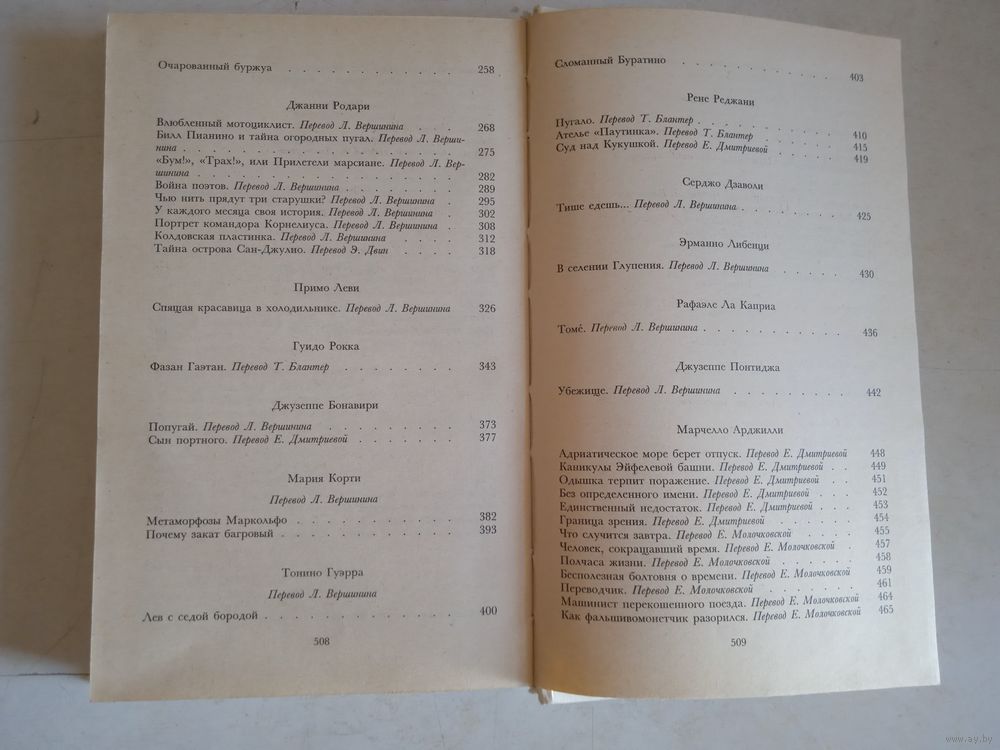 Очарованный буржуа . . . . . . . . . . . . 258
Джанни Родари
Влюбленный мотоциклист. Перевод Л. Вершинина . . . 268
Билл Пианино и тайна огородных пугал. Перевод Л. Верши-
нина . . . . . . . . . . . . . . . . . 275
«Бум!», «Трах!», или Прилетели марсиане. Перевод Л. Вер-
шинина . . . . . . . . . . . . . . . . 282
Война поэтов. Перевод Л. Вершинина . . . . . . . 289
Чью нить прядут три старушки? Перевод Л. Вершинина . 295
У каждого месяца своя история. Перевод Л. Вершинина . 302
Портрет командора Корнелиуса. Перевод Л. Вершинина . 308
Колдовская пластинка. Перевод Л. Вершинина . . . . 312
Тайна острова Сан-Джулио. Перевод Э. Двин . . . . 318
Примо Леви
Спящая красавица в холодильнике. Перевод Л. Вершинина 326
Гуидо Рокка
Фазан Гаэтан. Перевод Т. Блантер . . . . . . . . 343
Джузеппе Бонавири
Попугай. Перевод Л. Вершинина . . . . . . . . . 373
Сын портного. Перевод Е. Дмитриевой . . . . . . . 377
Мария Корти
Перевод Л. Вершинина
Метаморфозы Маркольфо . . . . . . . . . . . 382
Почему закат багровый . . . . . . . . . . . . 393
Тонино Гуэрра
Перевод Л. Вершинина
Лев с седой бородой . . . . . . . . . . . . . 400
508
Сломанный Буратино . . . . . . . . . . . 403
Рене Реджани
Пугало. Перевод Т. Блантер . . . . . . . . . . 410
Ателье «Паутинка». Перевод Т. Блантер . . . . . . 415
Суд над Кукушкой. Перевод Е. Дмитриевой . . . . . 419
Серджо Дзаволи
Тише едешь... Перевод Л. Вершинина . . . . . . . 425
Эрманно Либенци
В селении Глупения. Перевод Л. Вершинина . . . . . 430
Рафаэле Ла Каприа
Томé. Перевод Л. Вершинина . . . . . . . . . . 436
Джузеппе Понтиджа
Убежище. Перевод Л. Вершинина . . . . . . . . 442
Марчелло Арджилли
Адриатическое море берет отпуск. Перевод Е. Дмитриевой 448
Каникулы Эйфелевой башни. Перевод Е. Дмитриевой . . 449
Одышка терпит поражение. Перевод Е. Дмитриевой . . 451
Без определенного имени. Перевод Е. Дмитриевой . . . 452
Единственный недостаток. Перевод Е. Дмитриевой . . . 453
Граница зрения. Перевод Е. Дмитриевой . . . . . . 454
Что случится завтра. Перевод Е. Молочковской . . . . 455
Человек, сокращавший время. Перевод Е. Молочковской . 457
Полчаса жизни. Перевод Е. Молочковской . . . . . . 458
Бесполезная болтовня о времени. Перевод Е. Молочковской 459
Переводчик. Перевод Е. Молочковской . . . . . . . 461
Машинист перекошенного поезда. Перевод Е. Молочковской 464
Как фальшивомонетчик разорился. Перевод Е. Молочковской 465
509
www.ay.by